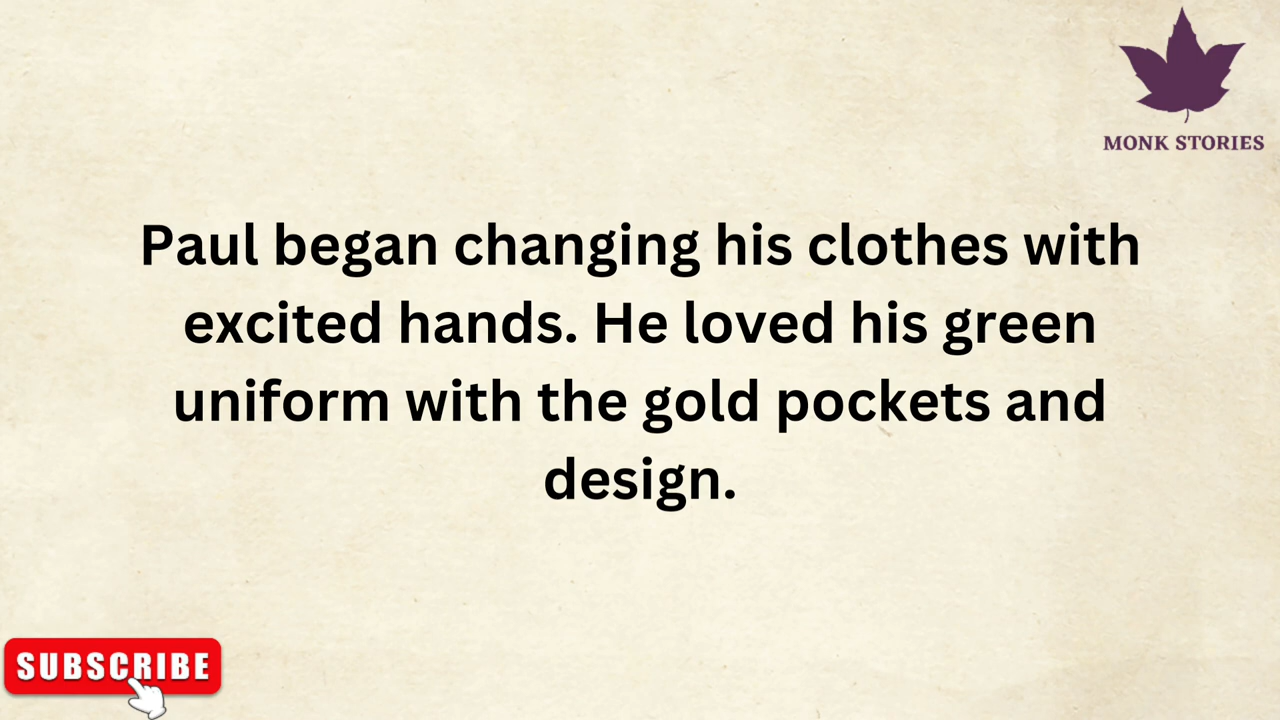 MONK STORIES
Paul began changing his clothes with
excited hands. He loved his green
uniform with the gold pockets and
design.
SUBSCRIBE